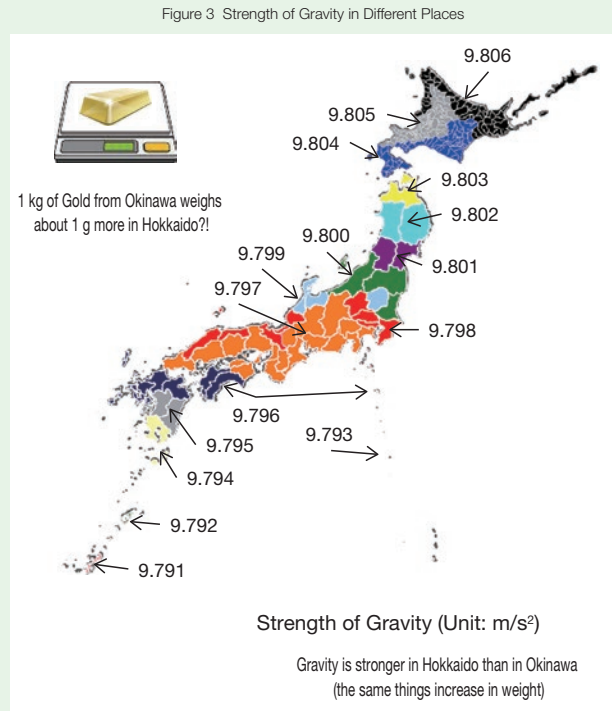 Figure 3 Strength of Gravity in Different Places
9.806
9.805
9.804
9.803
1 kg of Gold from Okinawa weighs
about 1 g more in Hokkaido?!
9.802
9.800
9.801
9.799
9.797
9.798
9.796
9.793
9.795
9.794
9.792
9.791
Strength of Gravity (Unit: m/s²)
Gravity is stronger in Hokkaido than in Okinawa
(the same things increase in weight)